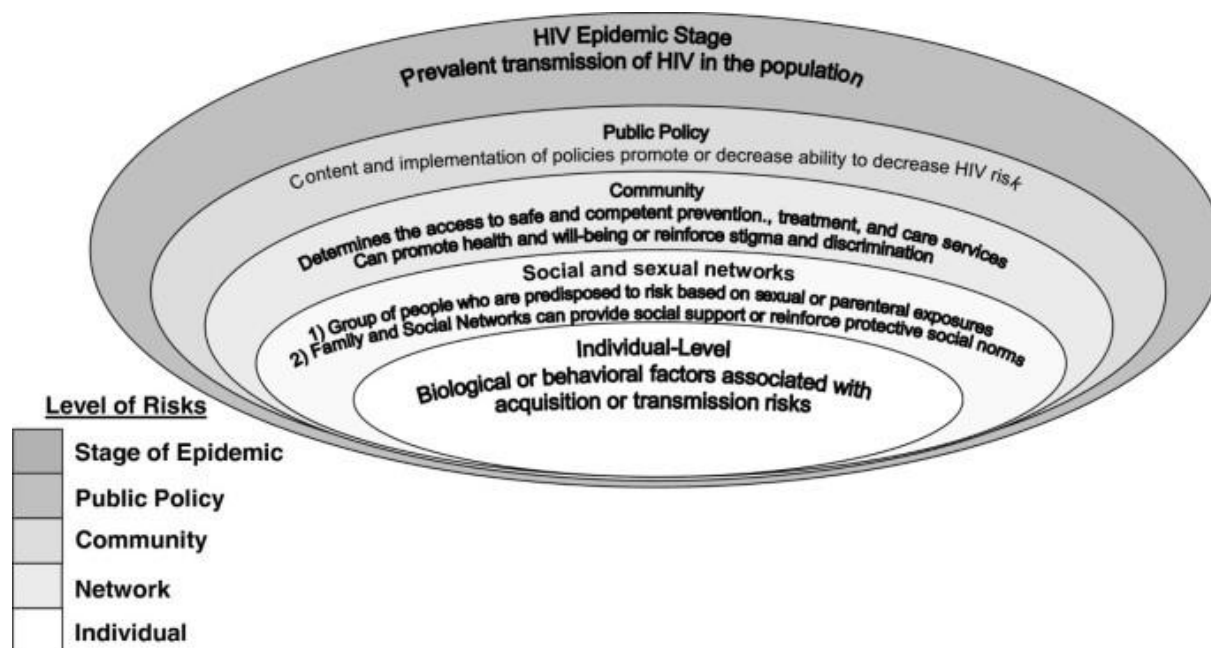 HIV Epidemic Stage
Prevalent transmission of HIV in the population
Public Policy
Content and implementation of policies promote or decrease ability to decrease HIV risk
Community
Determines the access to safe and competent prevention., treatment, and care services
Can promote health and will-being or reinforce stigma and discrimination
Social and sexual networks
1) Group of people who are predisposed to risk based on sexual or parenteral exposures
2) Family and Social Networks can provide social support or reinforce protective social norms
Individual-Level
Biological or behavioral factors associated with
acquisition or transmission risks
Level of Risks
Stage of Epidemic
Public Policy
Community
Network
Individual